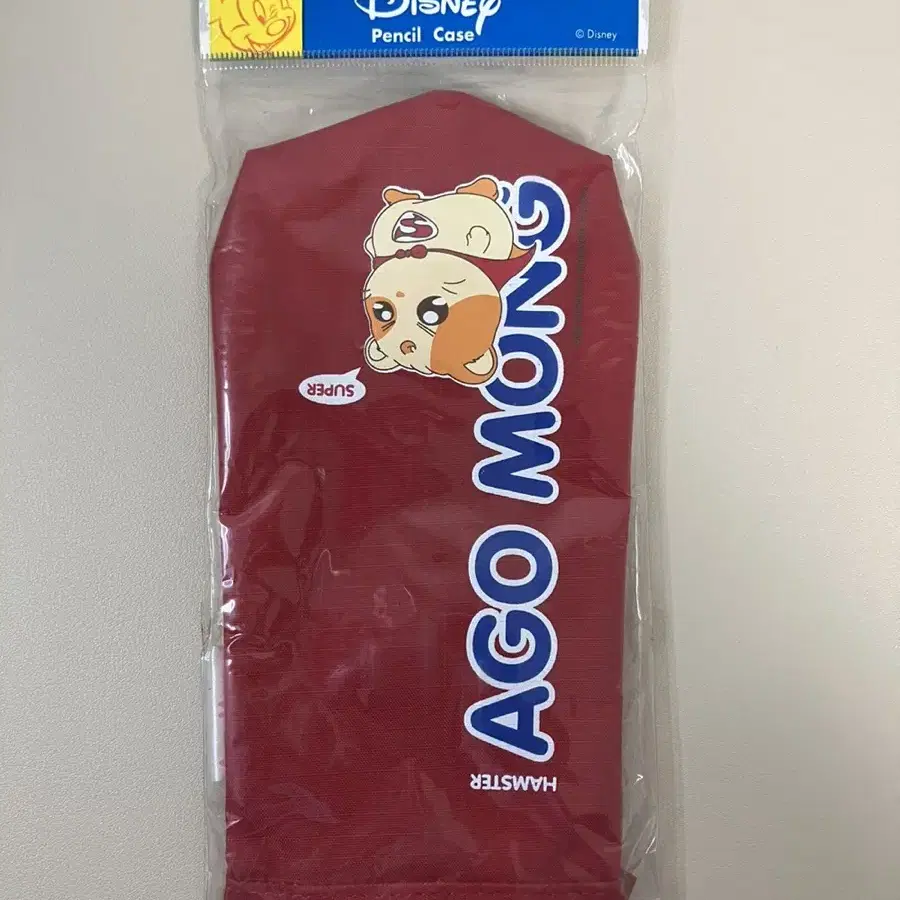 DISNEY
Pencil Case
© Disney
S
SUPER
AGO MONG
HAMSTER